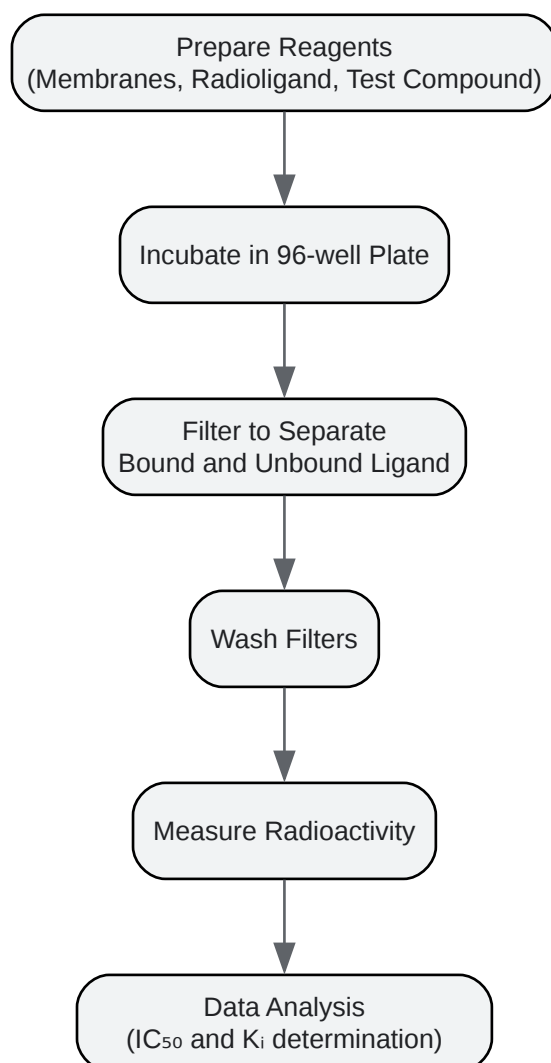 Prepare Reagents
(Membranes, Radioligand, Test Compound)
Incubate in 96-well Plate
Filter to Separate
Bound and Unbound Ligand
Wash Filters
Measure Radioactivity
Data Analysis
(IC₅₀ and Kᵢ determination)